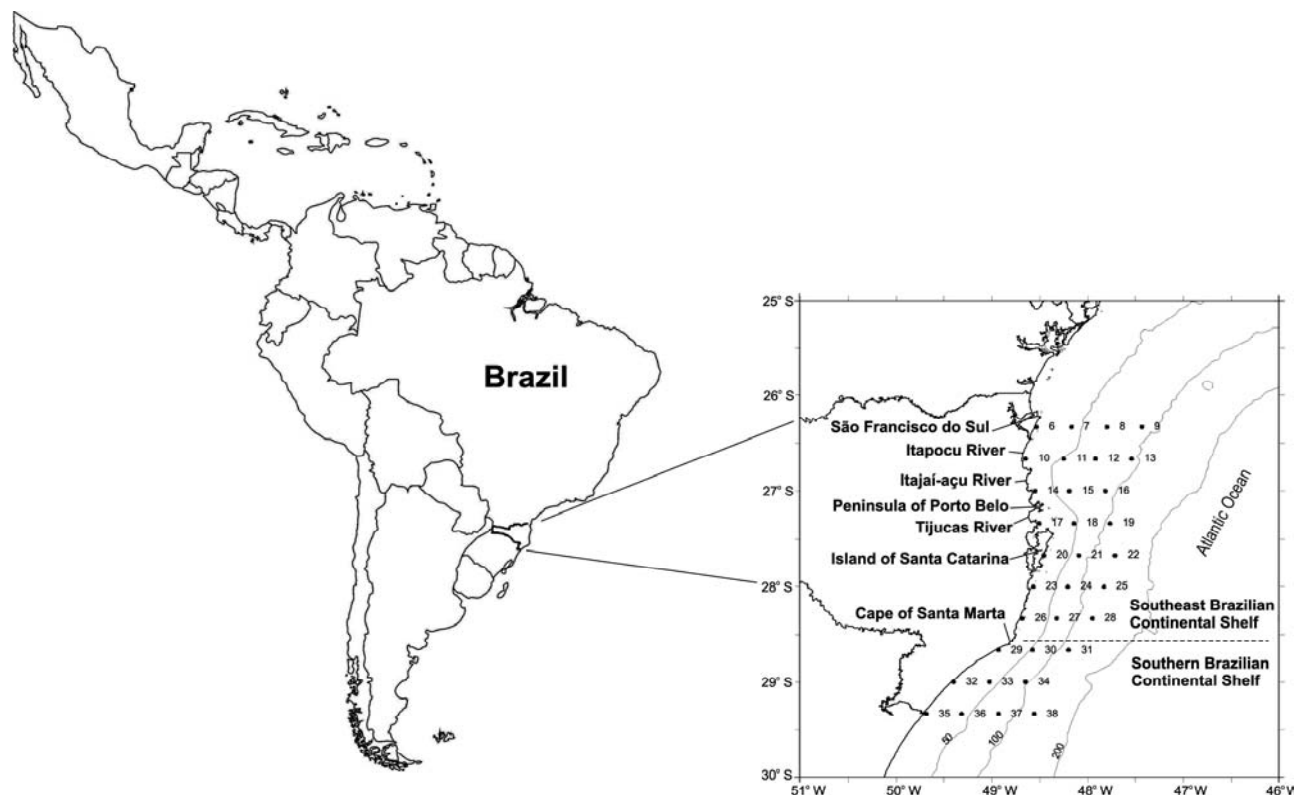 Brazil
25° S
26° S
São Francisco do Sul
6 7 8 9
Itapocu River
10 11 12 13
Itajaí-açu River
27° S
14 15 16
Peninsula of Porto Belo
Tijucas River
17 18 19
Island of Santa Catarina
20 21 22
Atlantic Ocean
28° S
23 24 25
Cape of Santa Marta
26 27 28
Southeast Brazilian
Continental Shelf
29 30 31
Southern Brazilian
Continental Shelf
29° S
32 33 34
35 36 37 38
50
100
200
30° S
51° W 50° W 49° W 48° W 47° W 46° W